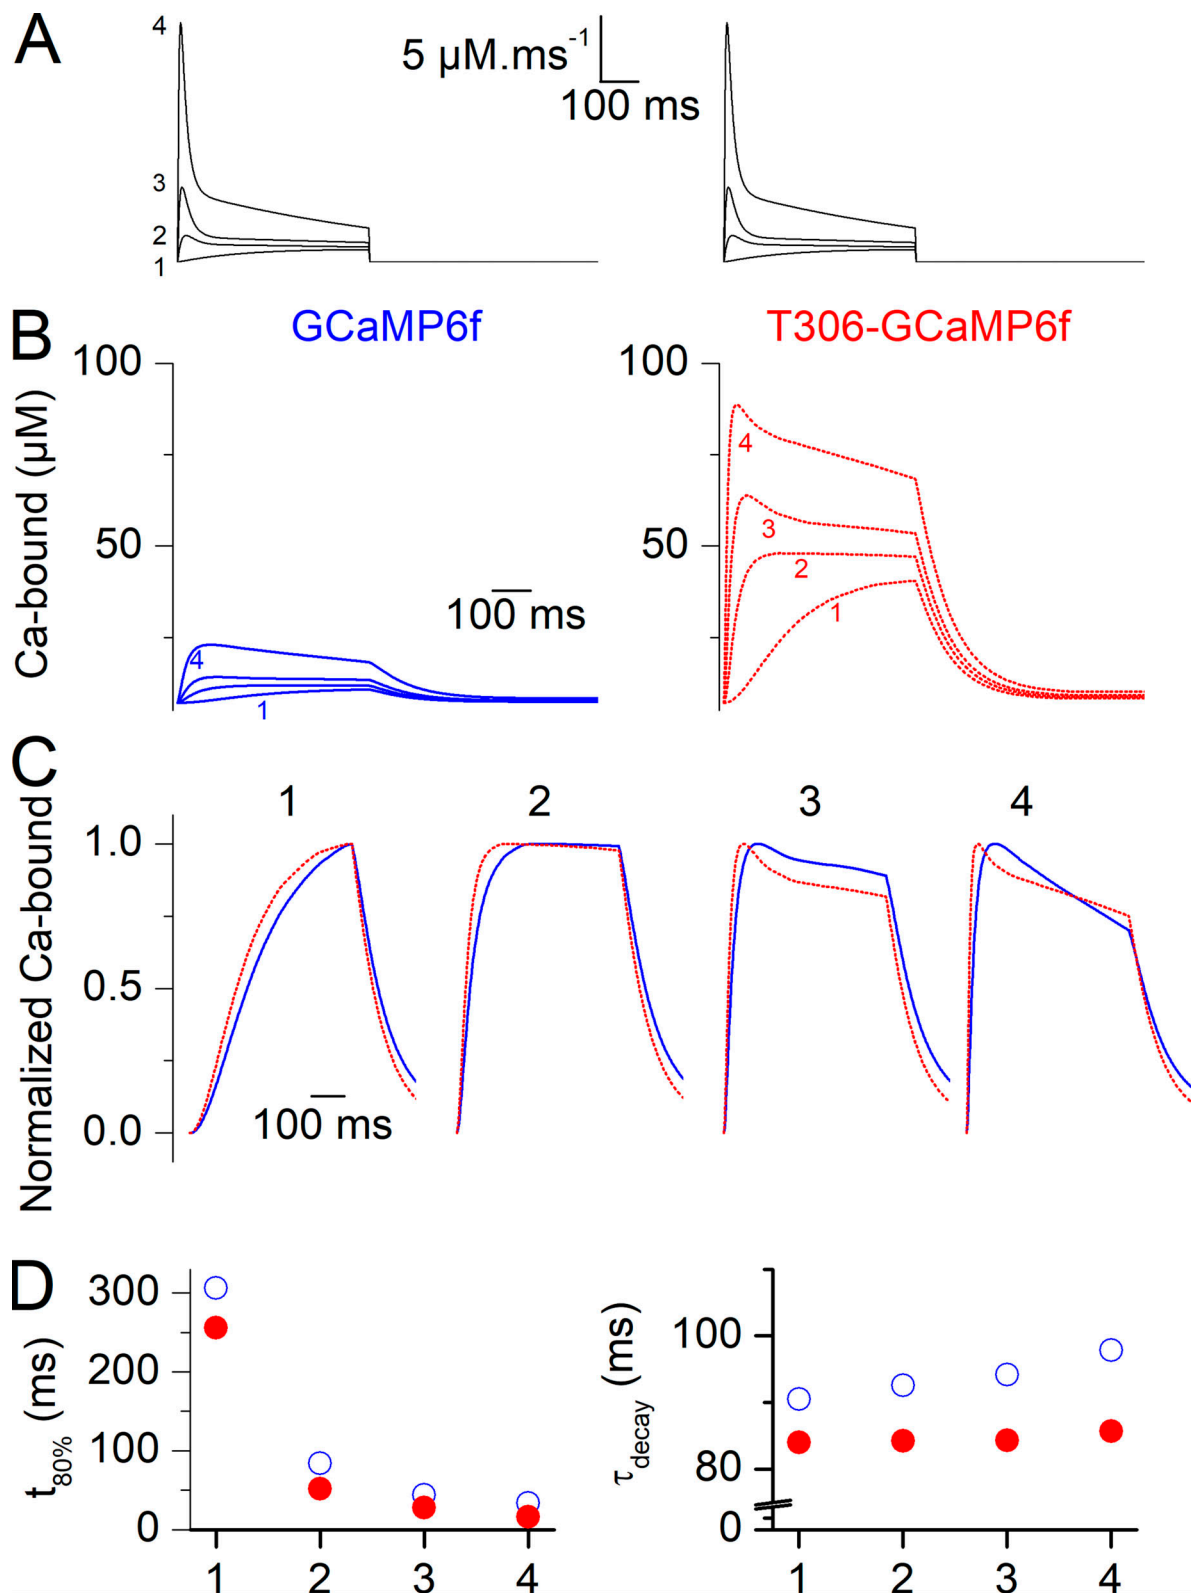 A
4
3
2
1
5 µM.ms⁻¹
100 ms
B
GCaMP6f
T306-GCaMP6f
Ca-bound (µM)
100
50
4
1
100 ms
100
50
4
3
2
1
C
Normalized Ca-bound
1
2
3
4
1.0
0.5
0.0
100 ms
D
t80% (ms)
300
200
100
0
1
2
3
4
τdecay (ms)
100
80
0
1
2
3
4